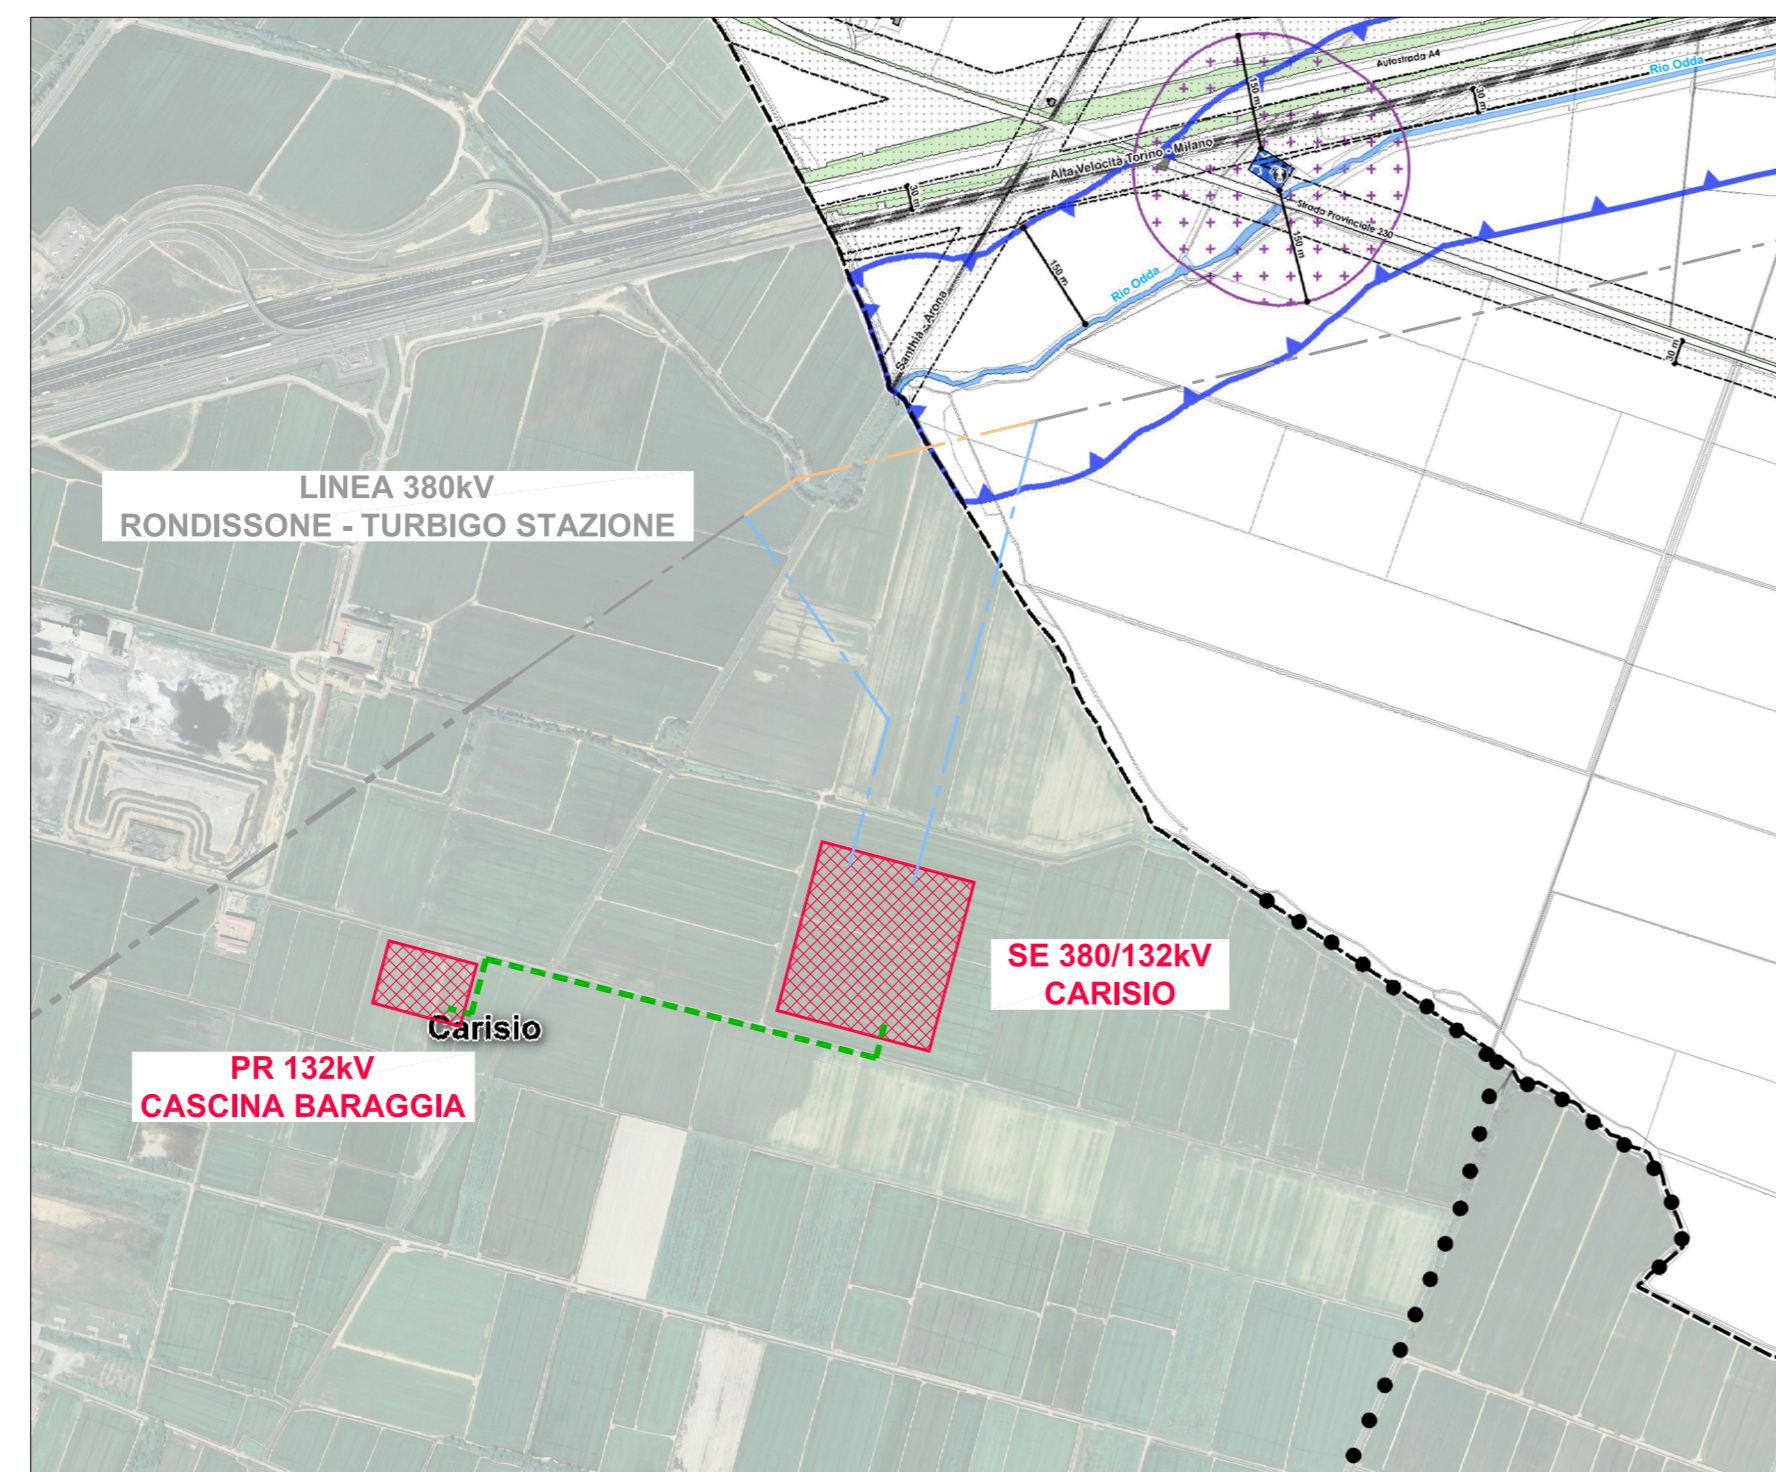 Autostrada A4
Rio Odda
150 m
30 m
Alta Velocità Torino - Milano
30 m
Strada Provinciale 230
150 m
150 m
Rio Odda
Santhià - Arona
30 m
LINEA 380kV
RONDISSONE - TURBIGO STAZIONE
SE 380/132kV
CARISIO
Carisio
PR 132kV
CASCINA BARAGGIA